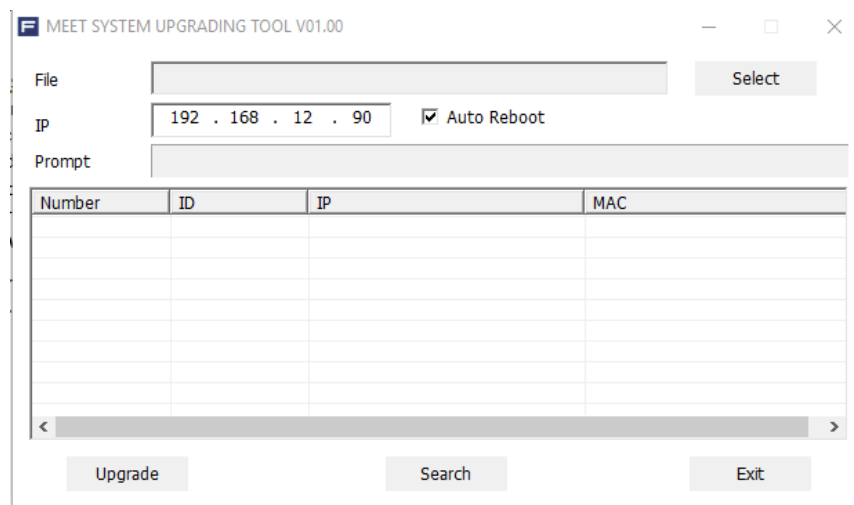 F MEET SYSTEM UPGRADING TOOL V01.00
File Select
IP 192 . 168 . 12 . 90 Auto Reboot
Prompt
Number ID IP MAC
Upgrade Search Exit